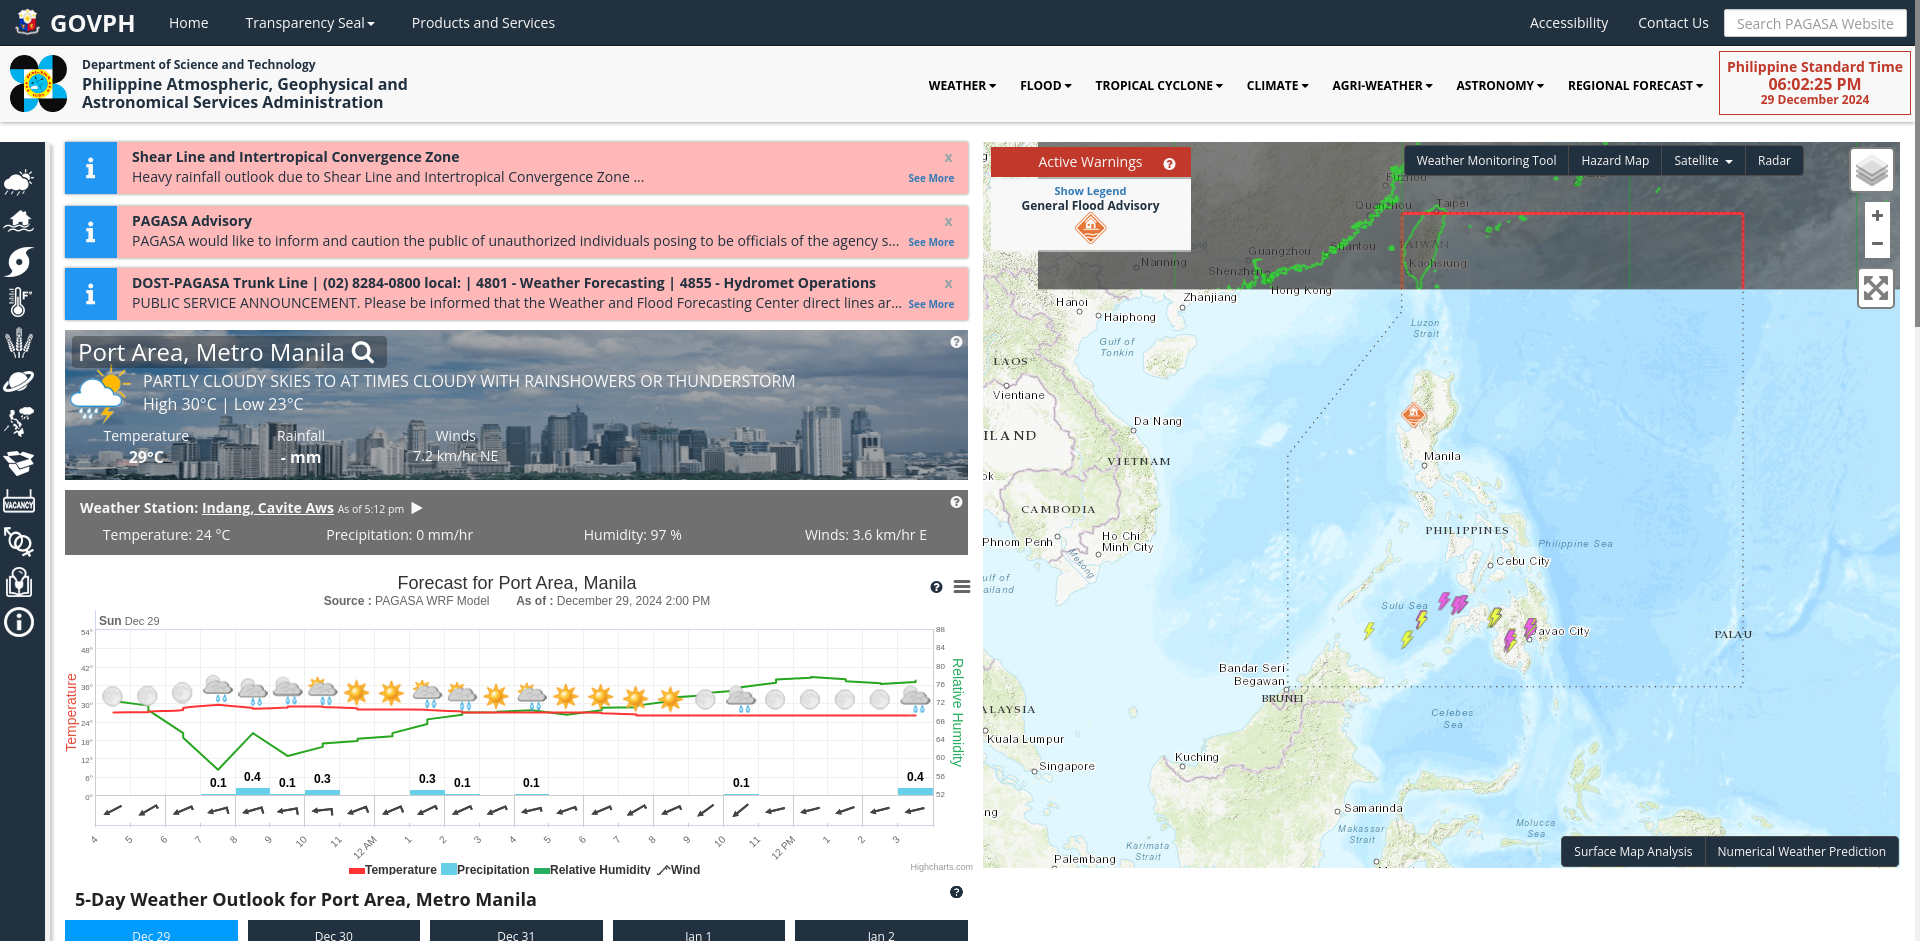 GOVPH
Home
Transparency Seal
Products and Services
Accessibility
Contact Us
Search PAGASA Website
Department of Science and Technology
Philippine Atmospheric, Geophysical and
Astronomical Services Administration
WEATHER
FLOOD
TROPICAL CYCLONE
CLIMATE
AGRI-WEATHER
ASTRONOMY
REGIONAL FORECAST
Philippine Standard Time
06:02:25 PM
29 December 2024
VACANCY
Shear Line and Intertropical Convergence Zone
x
Heavy rainfall outlook due to Shear Line and Intertropical Convergence Zone ...
See More
PAGASA Advisory
x
PAGASA would like to inform and caution the public of unauthorized individuals posing to be officials of the agency s...
See More
DOST-PAGASA Trunk Line | (02) 8284-0800 local: | 4801 - Weather Forecasting | 4855 - Hydromet Operations
x
PUBLIC SERVICE ANNOUNCEMENT. Please be informed that the Weather and Flood Forecasting Center direct lines ar...
See More
Port Area, Metro Manila
PARTLY CLOUDY SKIES TO AT TIMES CLOUDY WITH RAINSHOWERS OR THUNDERSTORM
High 30°C | Low 23°C
Temperature
Rainfall
Winds
29°C
- mm
7.2 km/hr NE
Weather Station: Indang, Cavite Aws As of 5:12 pm
Temperature: 24 °C
Precipitation: 0 mm/hr
Humidity: 97 %
Winds: 3.6 km/hr E
Forecast for Port Area, Manila
Source : PAGASA WRF Model As of : December 29, 2024 2:00 PM
Sun Dec 29
Temperature
54°
48°
42°
36°
30°
24°
18°
12°
6°
0°
88
84
80
76
72
68
64
60
56
52
Relative Humidity
0.1
0.4
0.1
0.3
0.3
0.1
0.1
0.1
0.4
4
5
6
7
8
9
10
11
12 AM
1
2
3
4
5
6
7
8
9
10
11
12 PM
1
2
3
Temperature
Precipitation
Relative Humidity
Wind
Highcharts.com
5-Day Weather Outlook for Port Area, Metro Manila
Dec 29
Dec 30
Dec 31
Jan 1
Jan 2
Active Warnings
Show Legend
General Flood Advisory
Weather Monitoring Tool
Hazard Map
Satellite
Radar
+
−
Fuzhou
Quanzhou
Taipei
Guangzhou
Shantou
TAIWAN
Nanning
Shenzhen
Kaohsiung
Hong Kong
Hanoi
Zhanjiang
Haiphong
Luzon
Strait
Gulf of
Tonkin
LAOS
Vientiane
Da Nang
ILAND
Manila
VIETNAM
ok
CAMBODIA
PHILIPPINES
Phnom Penh
Ho Chi
Minh City
Philippine Sea
Mekong
Cebu City
ulf of
ailand
Sulu Sea
avao City
PALAU
Bandar Seri
Begawan
BRUNEI
ALAYSIA
Celebes
Sea
Kuala Lumpur
Kuching
Singapore
ng
Samarinda
Makassar
Strait
Molucca
Sea
Karimata
Strait
Palembang
Surface Map Analysis
Numerical Weather Prediction